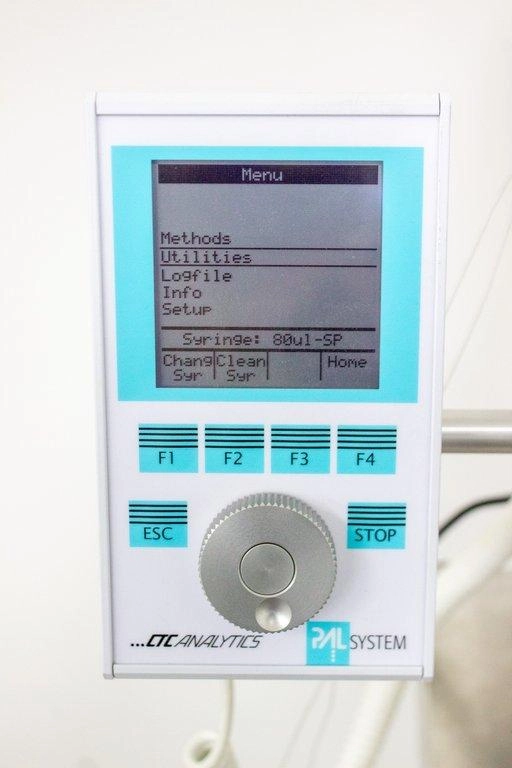 Menu
Methods
Utilities
Logfile
Info
Setup
Syringe: 80ul-SP
Chang Clean Home
Syr Syr
F1 F2 F3 F4
ESC
STOP
...CTC ANALYTICS
PAL SYSTEM